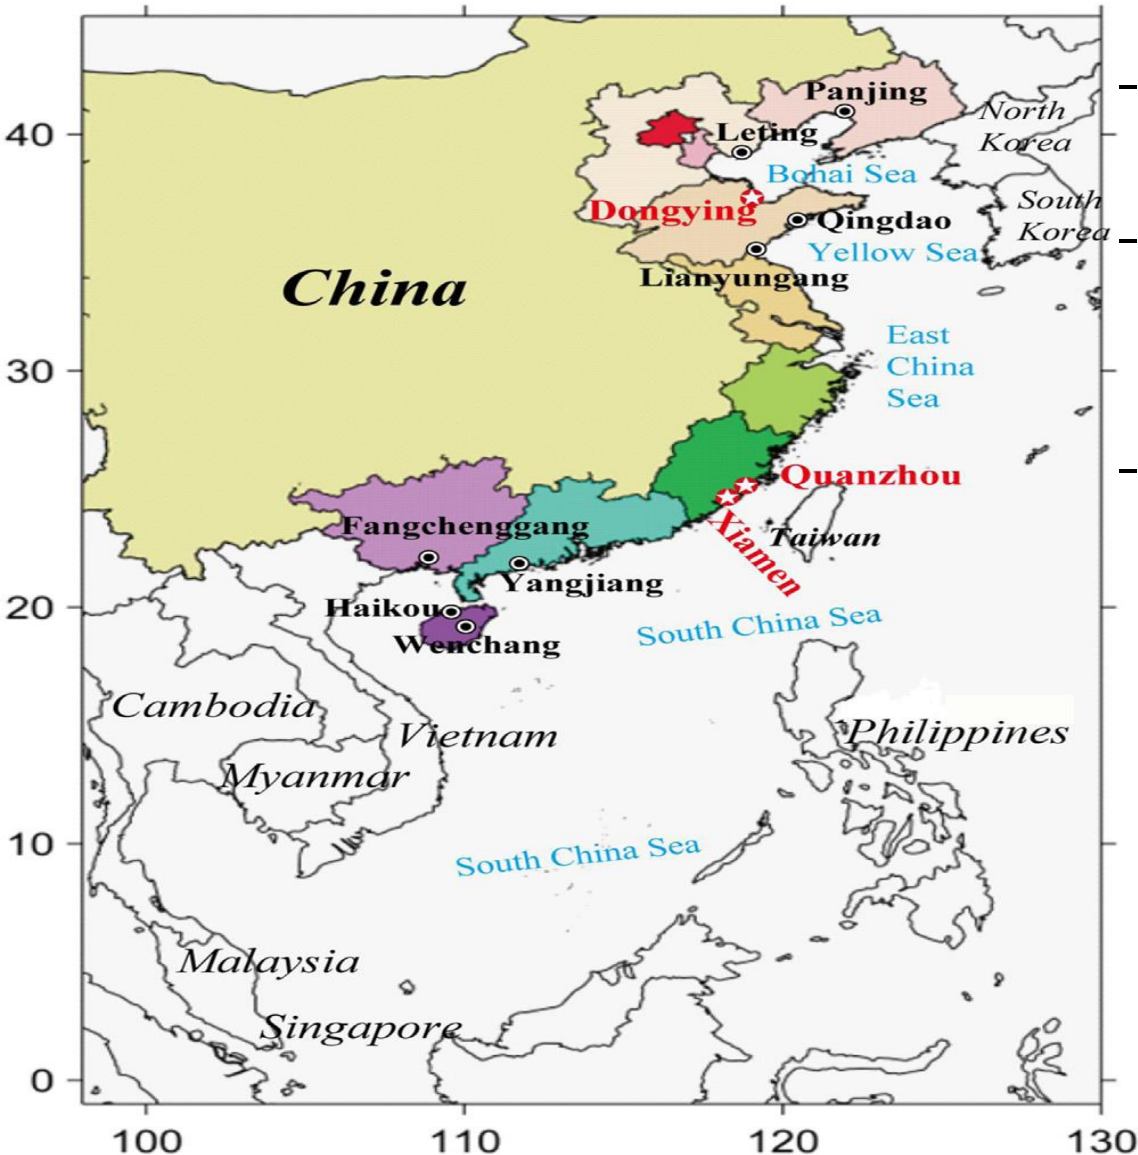 Panjing
North
Korea
40
Leting
Bohai Sea
South
Korea
Dongying
Qingdao
Yellow Sea
Lianyungang
China
East
China
Sea
30
Quanzhou
Fangchenggang
Xiamen
Taiwan
Yangjiang
Haikou
20
South China Sea
Wenchang
Cambodia
Vietnam
Philippines
Myanmar
10
South China Sea
Malaysia
Singapore
0
100
110
120
130